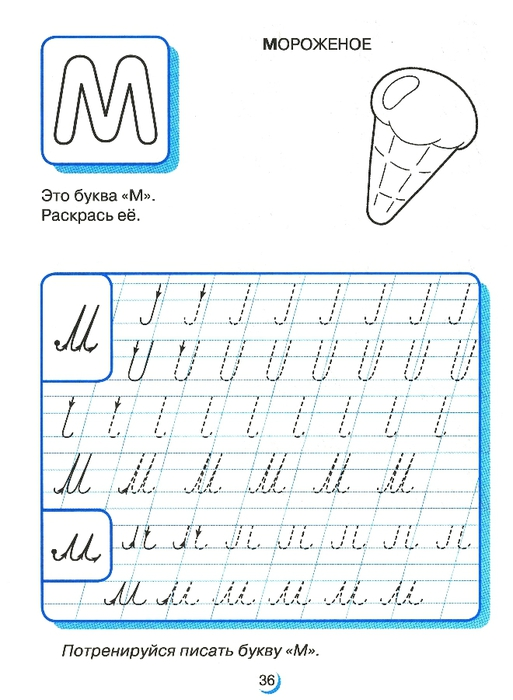 МОРОЖЕНОЕ
М
Это буква «М».
Раскрась её.
М
М
М М М М М М
м
м м м м м м м
Потренируйся писать букву «М».
36